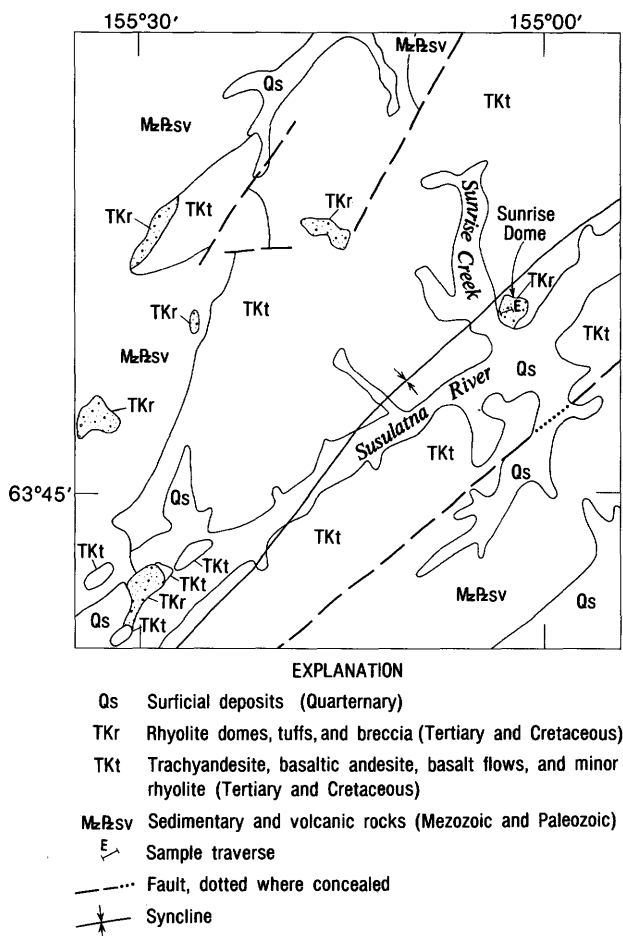 155°30'
155°00'
MzPzsv
Qs
TKt
MzPzsv
TKr
TKt
TKr
Sunrise Creek
Sunrise
Dome
TKr
E
TKr
TKt
TKt
MzPzsv
Qs
TKr
Susulatna River
TKt
Qs
63°45'
Qs
TKt
TKt
TKt
TKt
TKr
MzPzsv
Qs
Qs
TKt
EXPLANATION
Qs Surficial deposits (Quarternary)
TKr Rhyolite domes, tuffs, and breccia (Tertiary and Cretaceous)
TKt Trachyandesite, basaltic andesite, basalt flows, and minor
rhyolite (Tertiary and Cretaceous)
MzPzsv Sedimentary and volcanic rocks (Mezozoic and Paleozoic)
E Sample traverse
Fault, dotted where concealed
Syncline